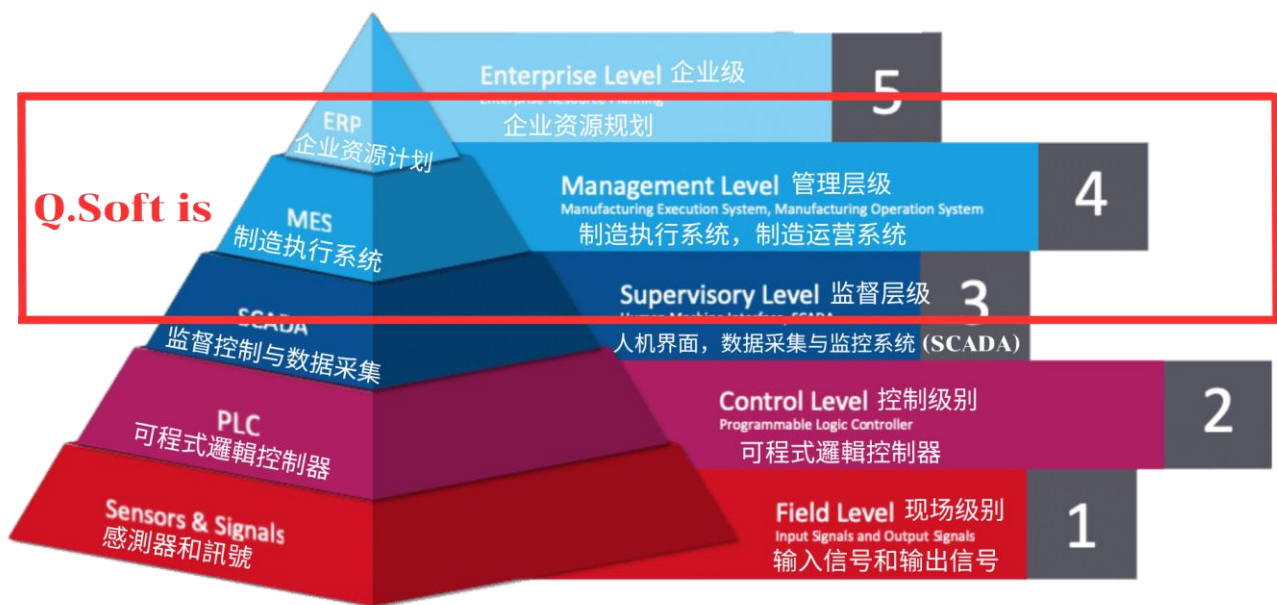 Enterprise Level 企业级
Enterprise Resource Planning
企业资源规划
5
ERP
企业资源计划
Q.Soft is
Management Level 管理层级
Manufacturing Execution System, Manufacturing Operation System
制造执行系统，制造运营系统
4
MES
制造执行系统
Supervisory Level 监督层级
Human Machine Interface, SCADA
人机界面，数据采集与监控系统 (SCADA)
3
SCADA
监督控制与数据采集
Control Level 控制级别
Programmable Logic Controller
可程式邏輯控制器
2
PLC
可程式邏輯控制器
Field Level 现场级别
Input Signals and Output Signals
输入信号和输出信号
1
Sensors & Signals
感測器和訊號